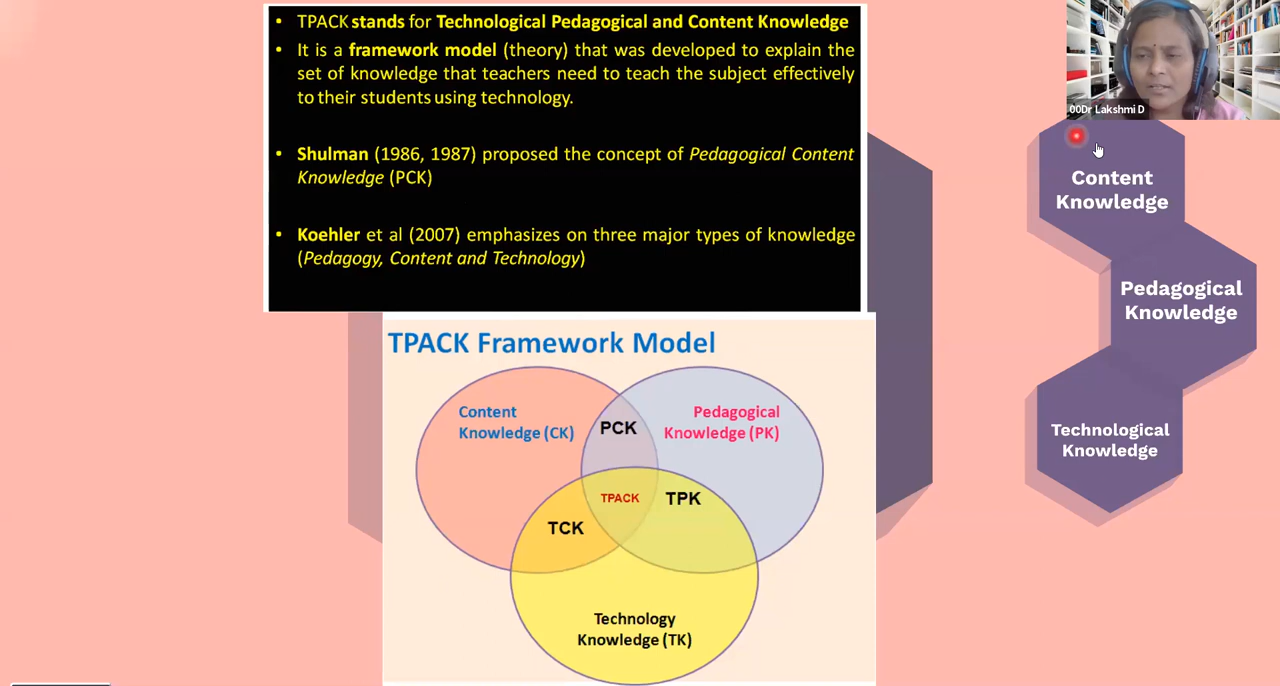 • TPACK stands for Technological Pedagogical and Content Knowledge
• It is a framework model (theory) that was developed to explain the
set of knowledge that teachers need to teach the subject effectively
to their students using technology.
• Shulman (1986, 1987) proposed the concept of Pedagogical Content
Knowledge (PCK)
• Koehler et al (2007) emphasizes on three major types of knowledge
(Pedagogy, Content and Technology)
00Dr Lakshmi D
Content
Knowledge
Pedagogical
Knowledge
Technological
Knowledge
TPACK Framework Model
Content
Knowledge (CK)
PCK
Pedagogical
Knowledge (PK)
TPACK
TPK
TCK
Technology
Knowledge (TK)